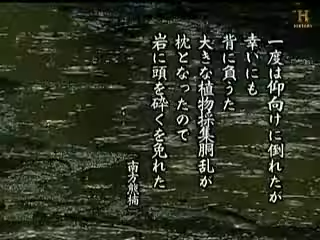 一度は仰向けに倒れたが
幸いにも
背に負うた
大きな植物採集胴乱が
枕となったので
岩に頭を砕くを免れた
南方熊楠
H
HISTORY